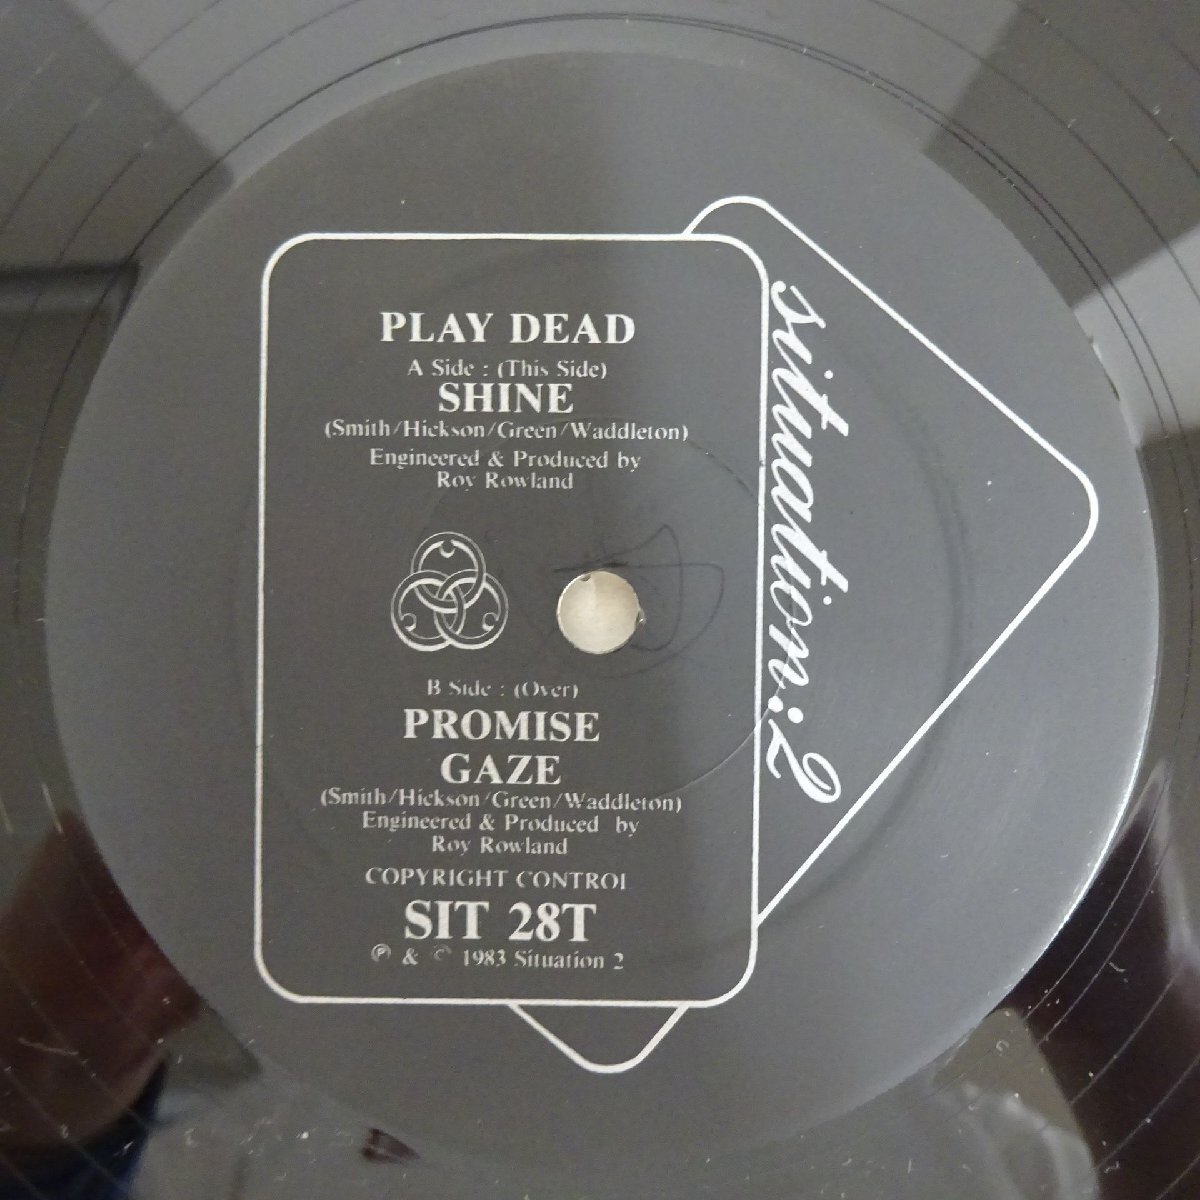 PLAY DEAD
A Side : (This Side)
SHINE
(Smith/Hickson/Green/Waddleton)
Engineered & Produced by
Roy Rowland
B Side : (Over)
PROMISE
GAZE
(Smith/Hickson/Green/Waddleton)
Engineered & Produced by
Roy Rowland
COPYRIGHT CONTROL
SIT 28T
℗ & © 1983 Situation 2
situation:2